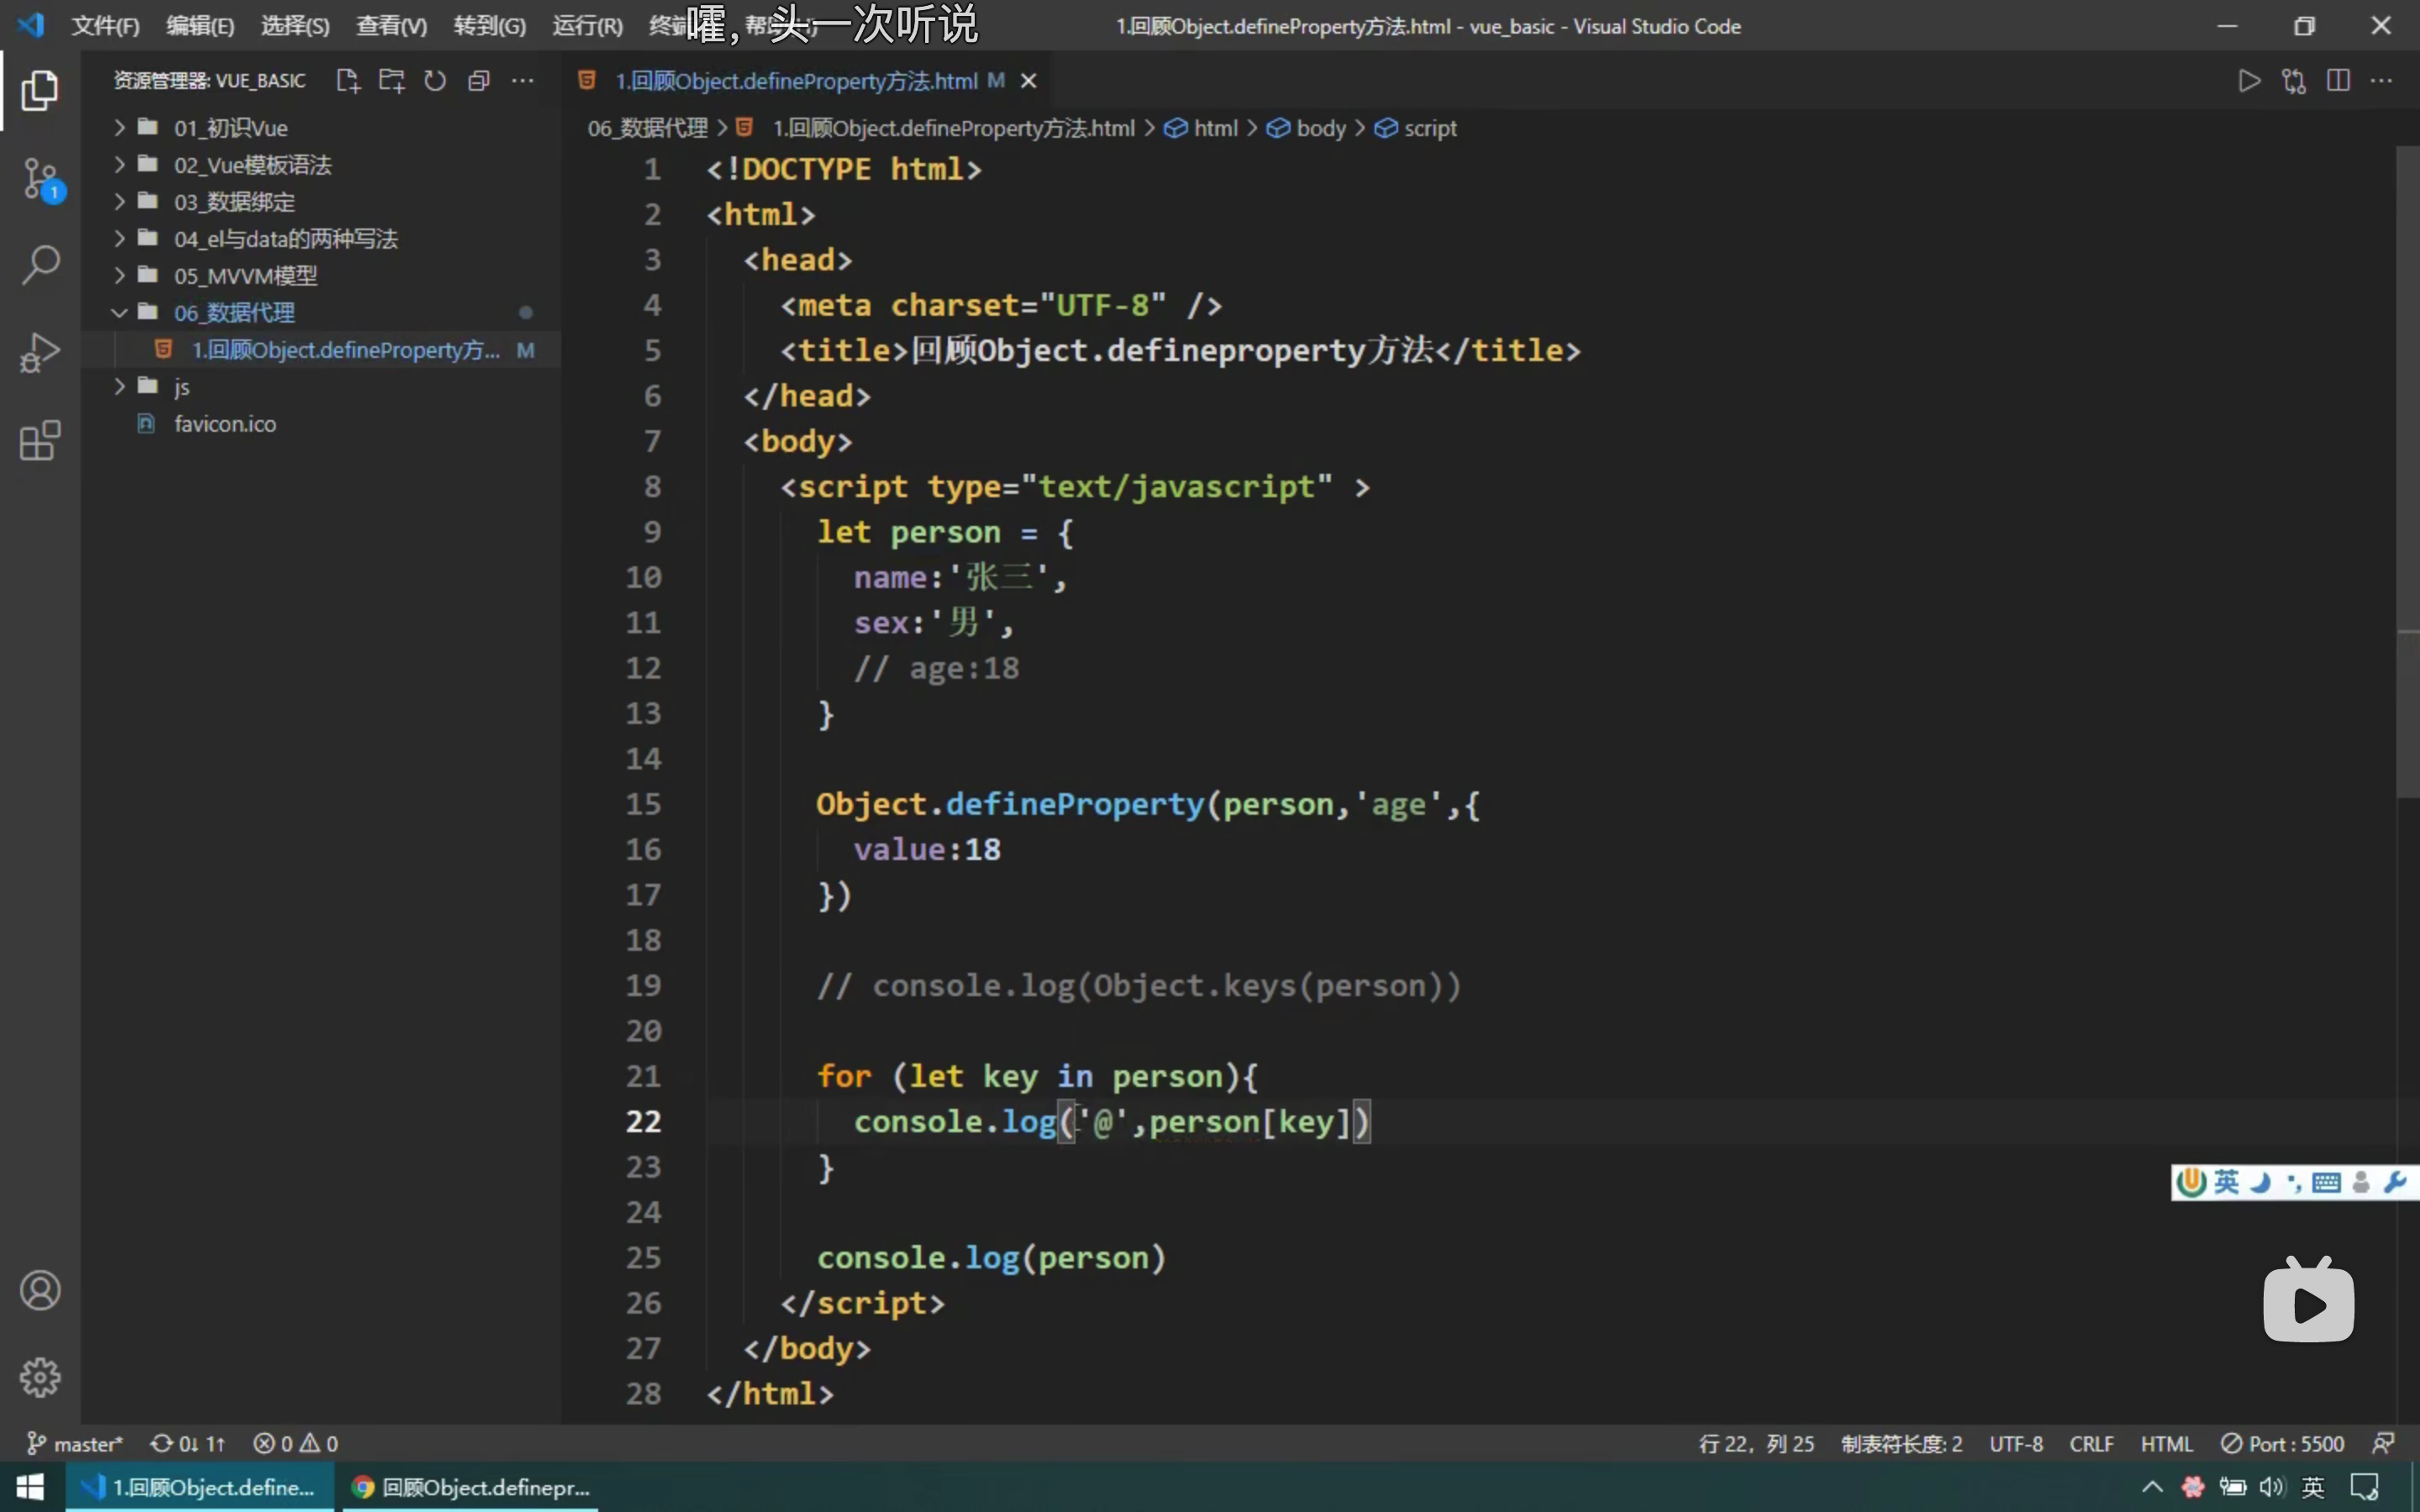 文件(F) 编辑(E) 选择(S) 查看(V) 转到(G) 运行(R)
嚯，头一次听说
1.回顾Object.defineProperty方法.html - vue_basic - Visual Studio Code
资源管理器: VUE_BASIC
1.回顾Object.defineProperty方法.html M
01_初识Vue
02_Vue模板语法
03_数据绑定
04_el与data的两种写法
05_MVVM模型
06_数据代理
1.回顾Object.defineProperty方... M
js
favicon.ico
1
06_数据代理 > 1.回顾Object.defineProperty方法.html > html > body > script
1 <!DOCTYPE html>
2 <html>
3 <head>
4 <meta charset="UTF-8" />
5 <title>回顾Object.defineproperty方法</title>
6 </head>
7 <body>
8 <script type="text/javascript" >
9 let person = {
10 name:'张三',
11 sex:'男',
12 // age:18
13 }
14
15 Object.defineProperty(person,'age',{
16 value:18
17 })
18
19 // console.log(Object.keys(person))
20
21 for (let key in person){
22 console.log('@',person[key])
23 }
24
25 console.log(person)
26 </script>
27 </body>
28 </html>
英
master* 0↓ 1↑ 0 0
行 22，列 25 制表符长度: 2 UTF-8 CRLF HTML Port : 5500
1.回顾Object.define... 回顾Object.definepr... 英